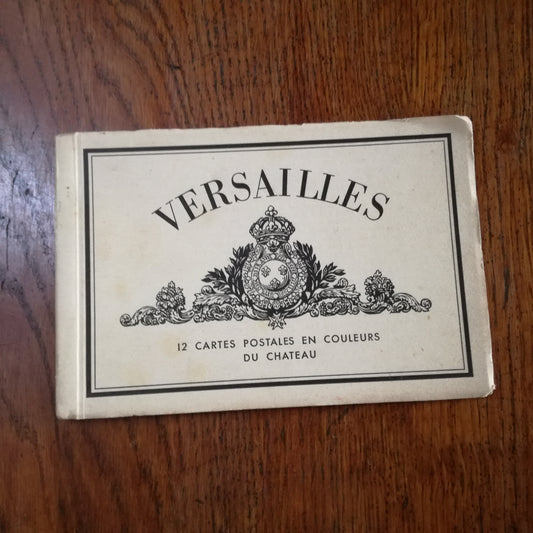 VERSAILLES
12 CARTES POSTALES EN COULEURS
DU CHATEAU